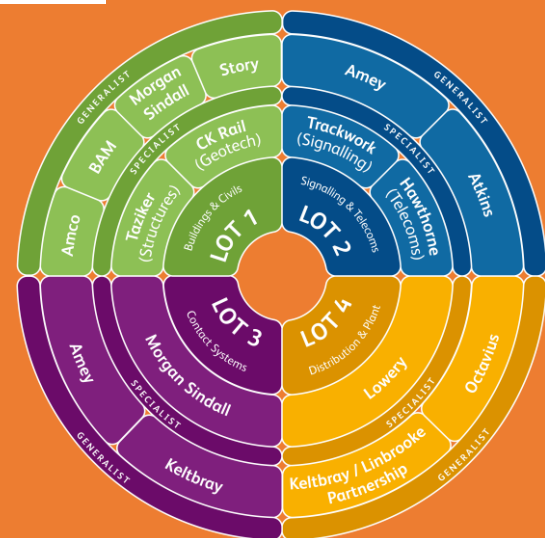 GENERALIST
Amco
BAM
Morgan
Sindall
Story
SPECIALIST
Taziker
(Structures)
CK Rail
(Geotech)
Buildings & Civils
LOT 1
GENERALIST
Amey
Atkins
SPECIALIST
Trackwork
(Signalling)
Hawthorne
(Telecoms)
Signalling & Telecoms
LOT 2
LOT 3
Contact Systems
Morgan Sindall
SPECIALIST
Amey
Keltbray
GENERALIST
LOT 4
Distribution & Plant
Lowery
SPECIALIST
Octavius
Keltbray / Linbrooke
Partnership
GENERALIST